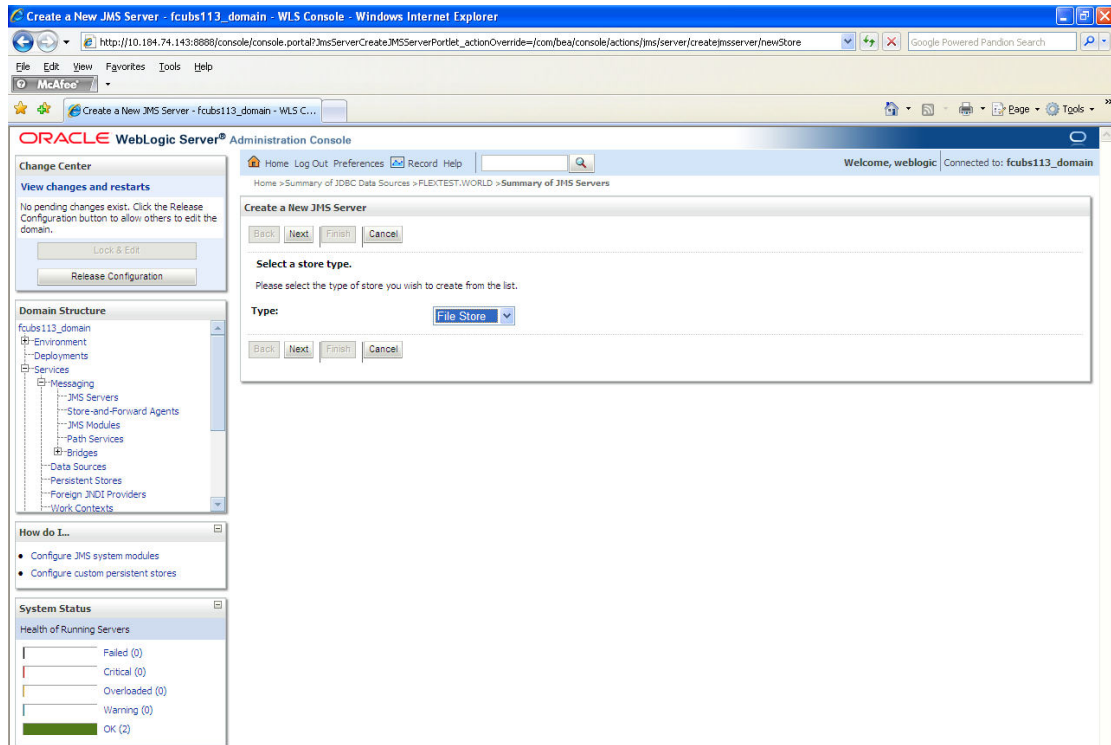 Create a New JMS Server - fcubs113_domain - WLS Console - Windows Internet Explorer
http://10.184.74.143:8888/console/console.portal?JmsServerCreateJMSServerPortlet_actionOverride=/com/bea/console/actions/jms/server/createjmsserver/newStore
Google Powered Pandion Search
File Edit View Favorites Tools Help
McAfee
Create a New JMS Server - fcubs113_domain - WLS C...
Page Tools
ORACLE WebLogic Server® Administration Console
Change Center
View changes and restarts
No pending changes exist. Click the Release
Configuration button to allow others to edit the
domain.
Lock & Edit
Release Configuration
Domain Structure
fcubs113_domain
Environment
Deployments
Services
Messaging
JMS Servers
Store-and-Forward Agents
JMS Modules
Path Services
Bridges
Data Sources
Persistent Stores
Foreign JNDI Providers
Work Contexts
How do I...
Configure JMS system modules
Configure custom persistent stores
System Status
Health of Running Servers
Failed (0)
Critical (0)
Overloaded (0)
Warning (0)
OK (2)
Home Log Out Preferences Record Help
Welcome, weblogic Connected to: fcubs113_domain
Home >Summary of JDBC Data Sources >FLEXTEST.WORLD >Summary of JMS Servers
Create a New JMS Server
Back Next Finish Cancel
Select a store type.
Please select the type of store you wish to create from the list.
Type: File Store
Back Next Finish Cancel